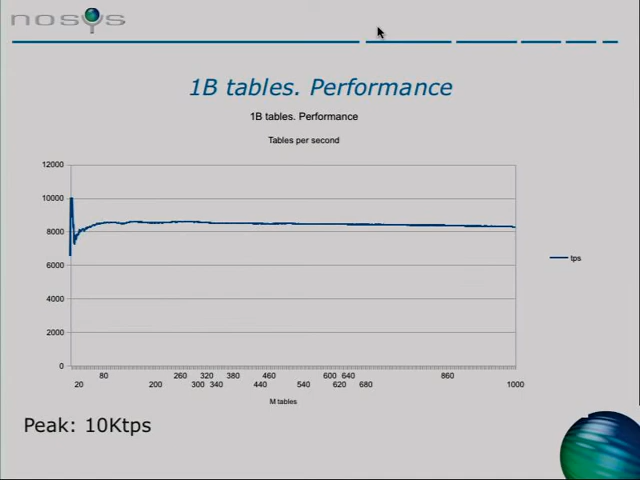 nosys
1B tables. Performance
1B tables. Performance
Tables per second
12000
10000
8000
6000
4000
2000
0
tps
80 260 320 380 460 600 640 860
20 200 300 340 440 540 620 680 1000
M tables
Peak: 10Ktps